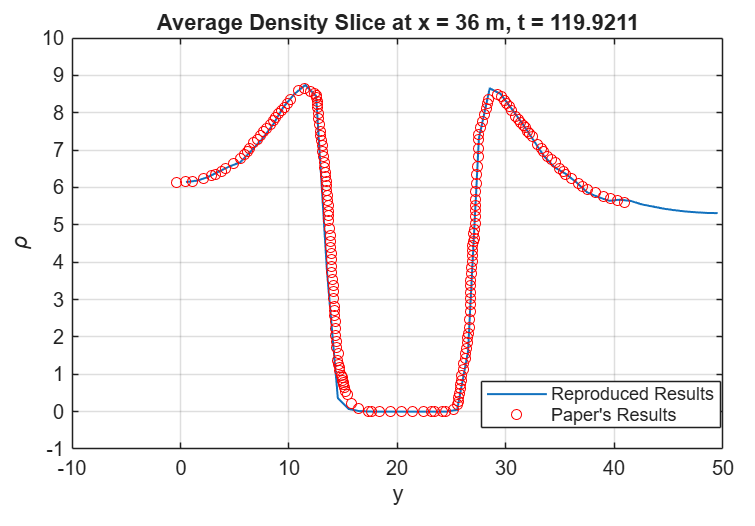 Average Density Slice at x = 36 m, t = 119.9211
10
9
8
7
6
5
4
3
2
1
0
-1
ρ
-10 0 10 20 30 40 50
y
Reproduced Results
Paper's Results